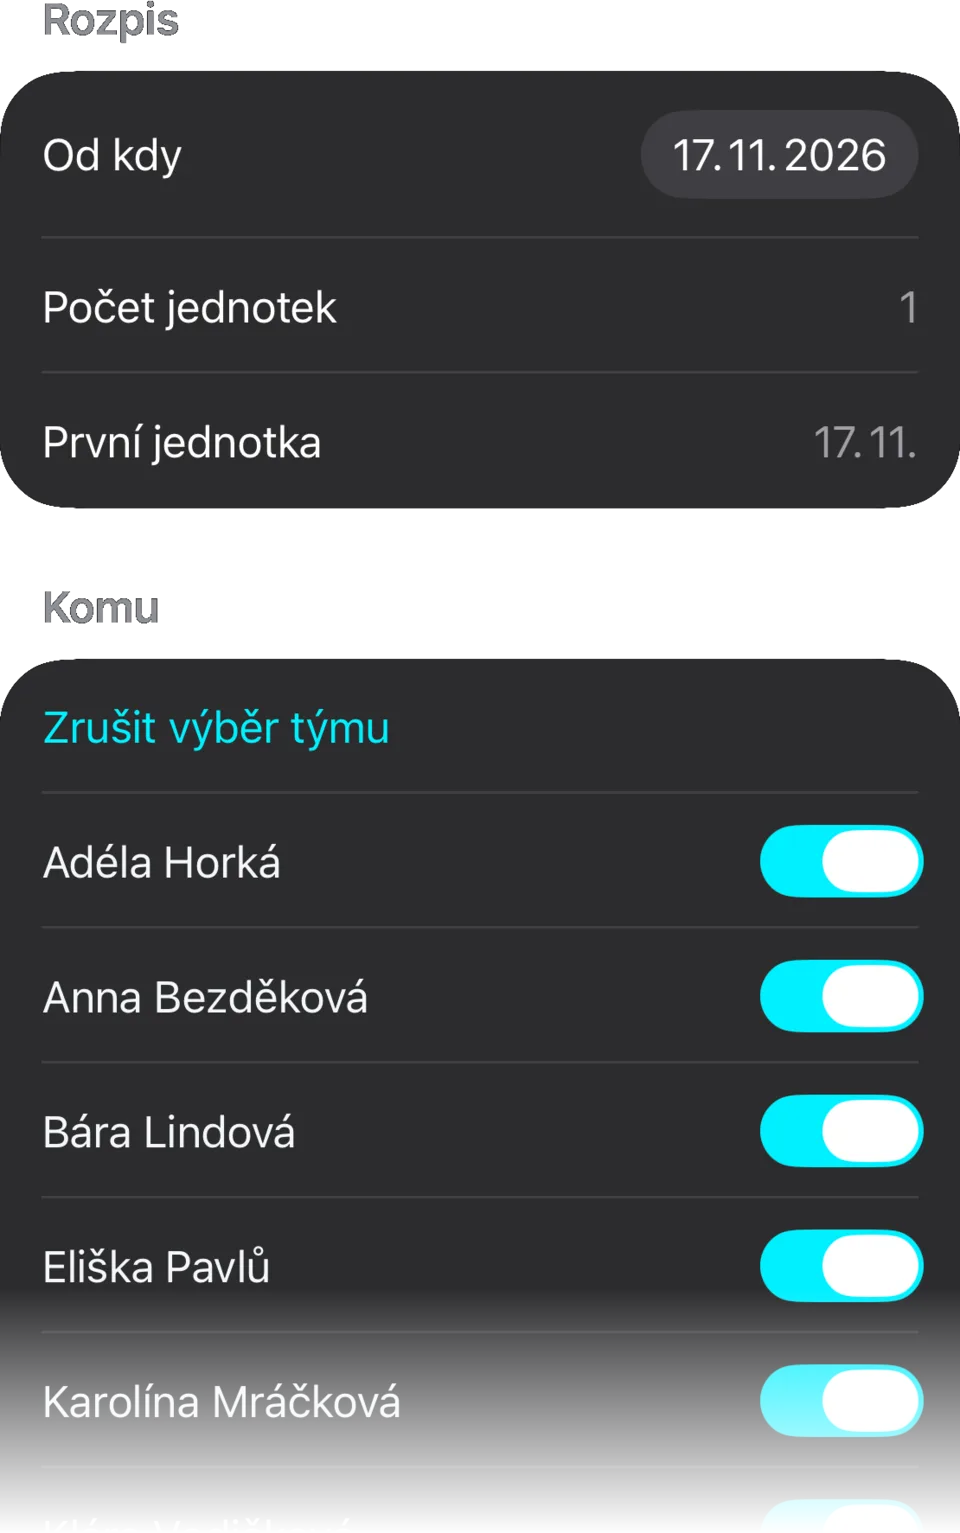 Rozpis
Od kdy
17. 11. 2026
Počet jednotek
1
První jednotka
17. 11.
Komu
Zrušit výběr týmu
Adéla Horká
Anna Bezděková
Bára Lindová
Eliška Pavlů
Karolína Mráčková